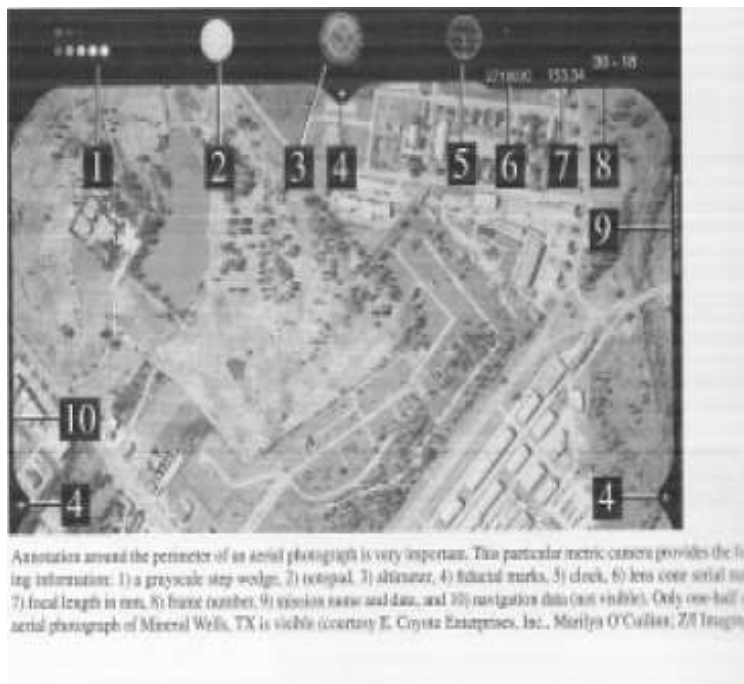 30 - 18
153.34
1
2
3
4
5
6
7
8
9
10
4
4
Annotation around the perimeter of an aerial photograph is very important. This particular metric camera provides the fo
ing information: 1) a grayscale step wedge, 2) notepad, 3) altimeter, 4) fiducial marks, 5) clock, 6) lens cone serial nu
7) focal length in mm, 8) frame number, 9) mission name and date, and 10) navigation data (not visible). Only one-half
aerial photograph of Mineral Wells, TX is visible (courtesy E. Coyote Enterprises, Inc., Marilyn O'Cuilinn; Z/I Imaging